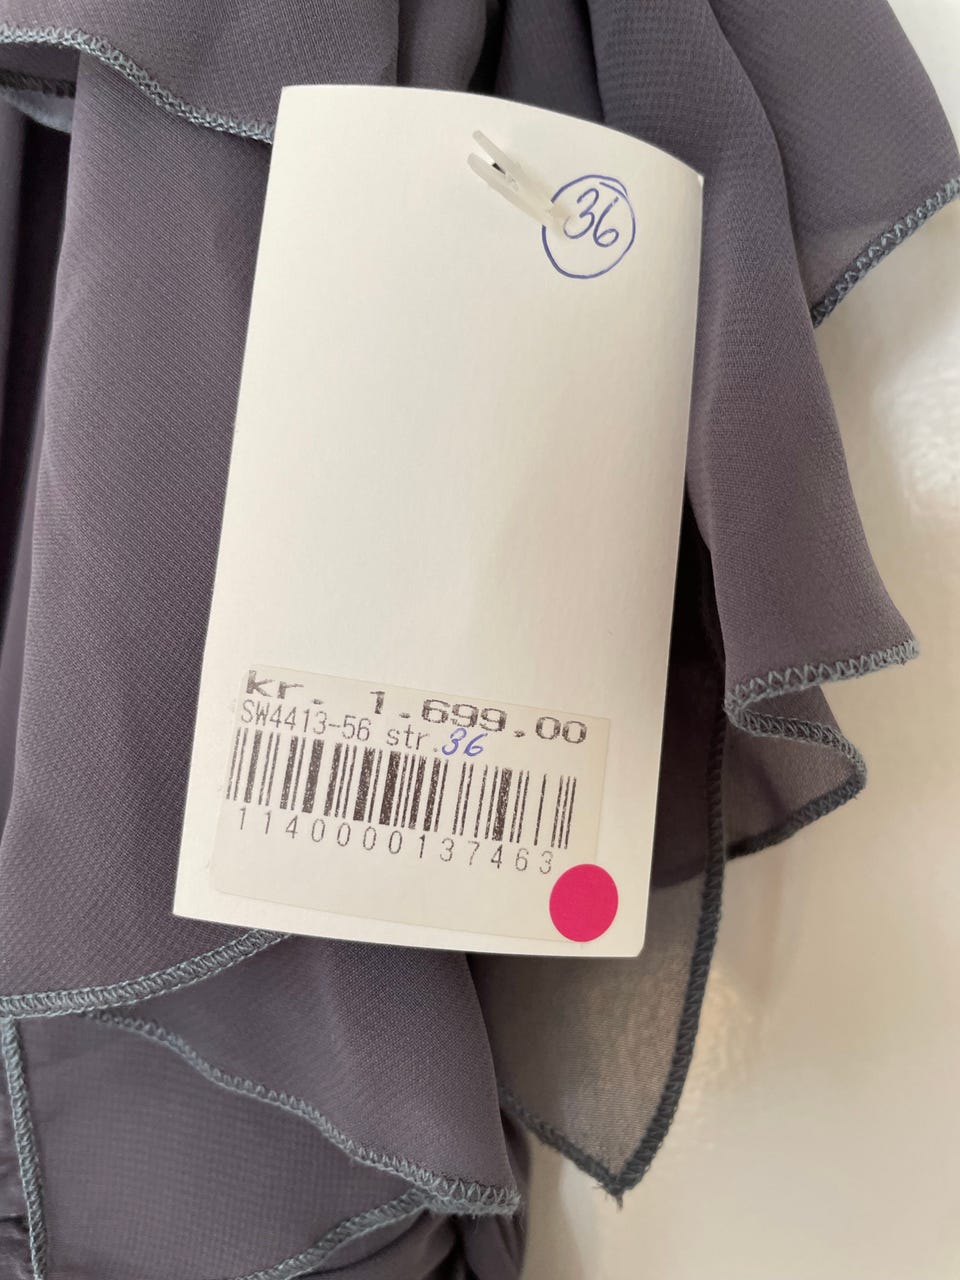 36
kr. 1.699.00
SW4413-56 str.36
1140000137463